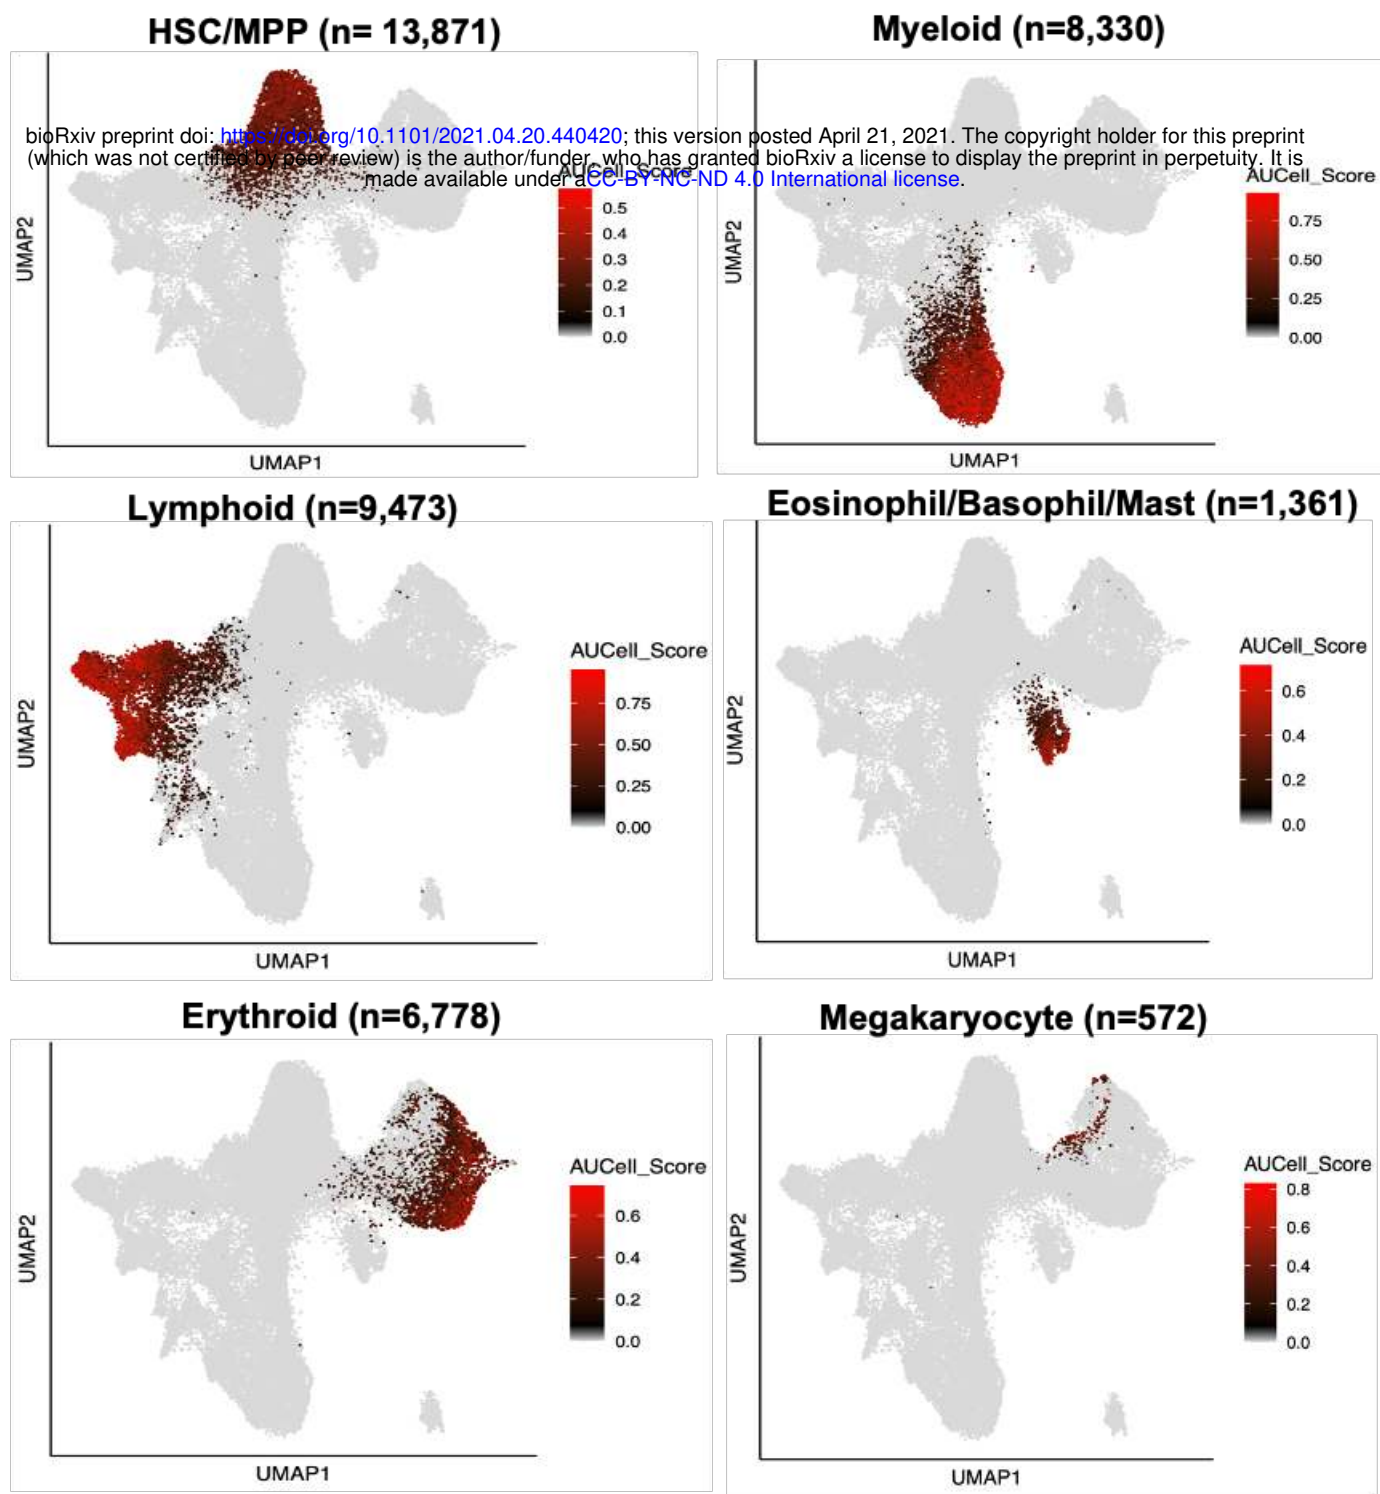 HSC/MPP (n= 13,871)
Myeloid (n=8,330)
bioRxiv preprint doi: https://doi.org/10.1101/2021.04.20.440420; this version posted April 21, 2021. The copyright holder for this preprint
(which was not certified by peer review) is the author/funder, who has granted bioRxiv a license to display the preprint in perpetuity. It is
made available under aCC-BY-NC-ND 4.0 International license.
AUCell_Score
0.5
0.4
0.3
0.2
0.1
0.0
UMAP2
UMAP1
AUCell_Score
0.75
0.50
0.25
0.00
UMAP2
UMAP1
Lymphoid (n=9,473)
Eosinophil/Basophil/Mast (n=1,361)
AUCell_Score
0.75
0.50
0.25
0.00
UMAP2
UMAP1
AUCell_Score
0.6
0.4
0.2
0.0
UMAP2
UMAP1
Erythroid (n=6,778)
Megakaryocyte (n=572)
AUCell_Score
0.6
0.4
0.2
0.0
UMAP2
UMAP1
AUCell_Score
0.8
0.6
0.4
0.2
0.0
UMAP2
UMAP1